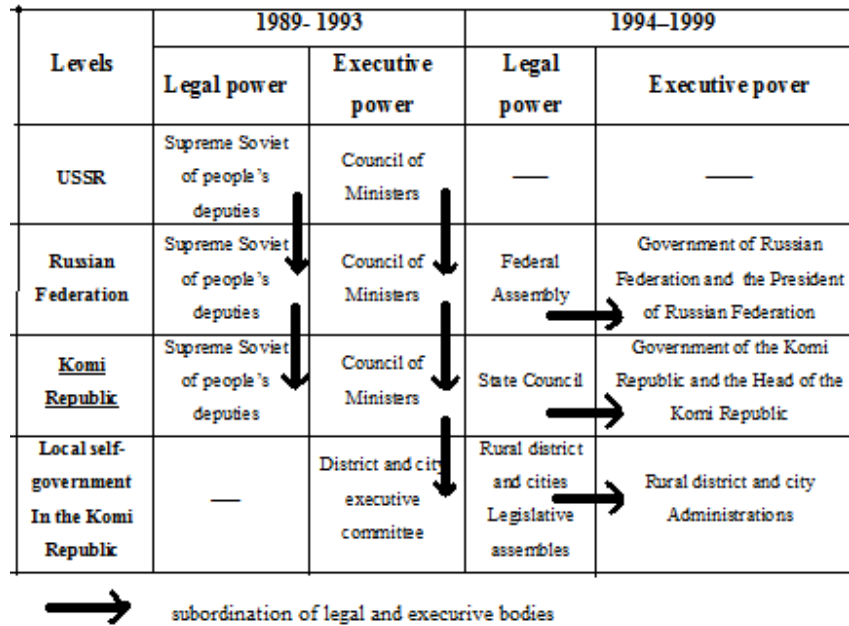 1989- 1993
1994–1999
Levels
Legal power
Executive
power
Legal
power
Executive pover
USSR
Supreme Soviet
of people's
deputies
Council of
Ministers
—
—
Russian
Federation
Supreme Soviet
of people's
deputies
Council of
Ministers
Federal
Assembly
Government of Russian
Federation and the President
of Russian Federation
Komi
Republic
Supreme Soviet
of people's
deputies
Council of
Ministers
State Council
Government of the Komi
Republic and the Head of the
Komi Republic
Local self-
government
In the Komi
Republic
—
District and city
executive
committee
Rural district
and cities
Legislative
assembles
Rural district and city
Administrations
subordination of legal and execurive bodies